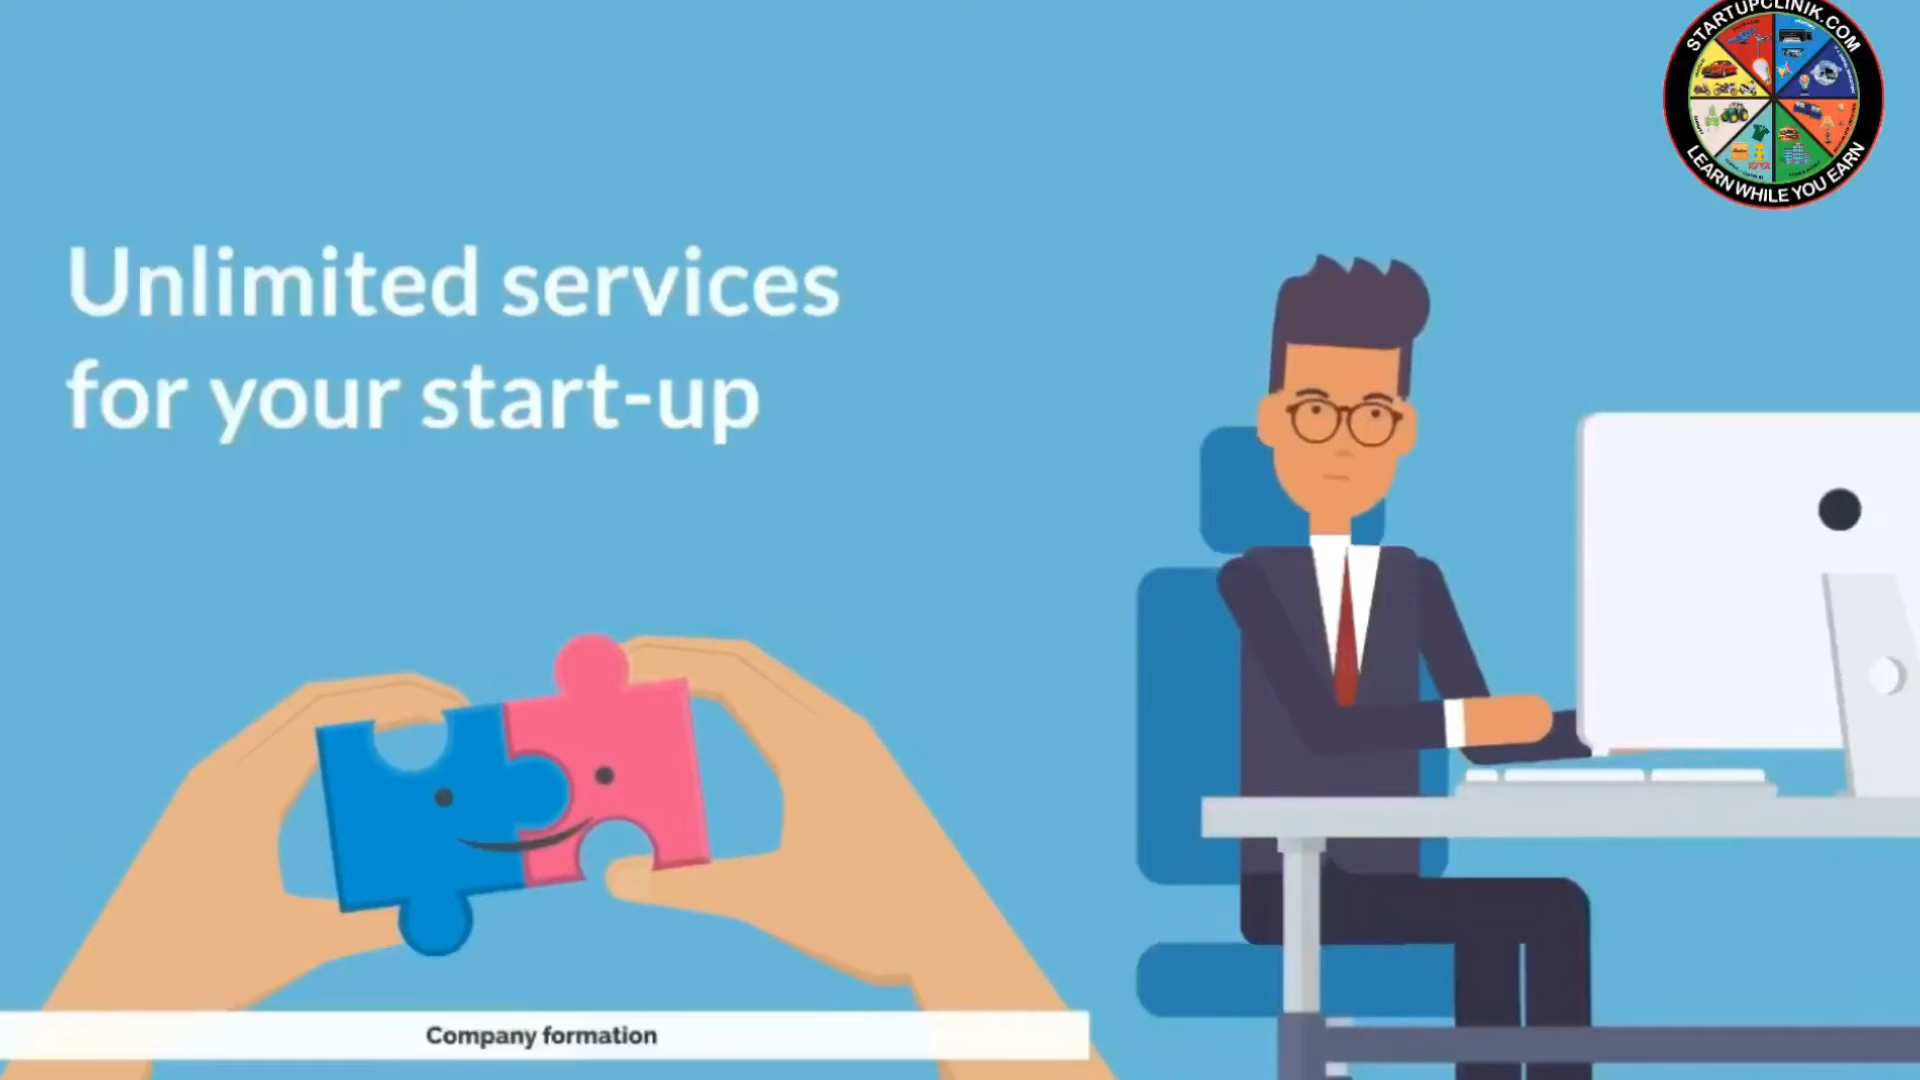 STARTUPCLINIK.COM
LEARN WHILE YOU EARN
Unlimited services
for your start-up
Company formation